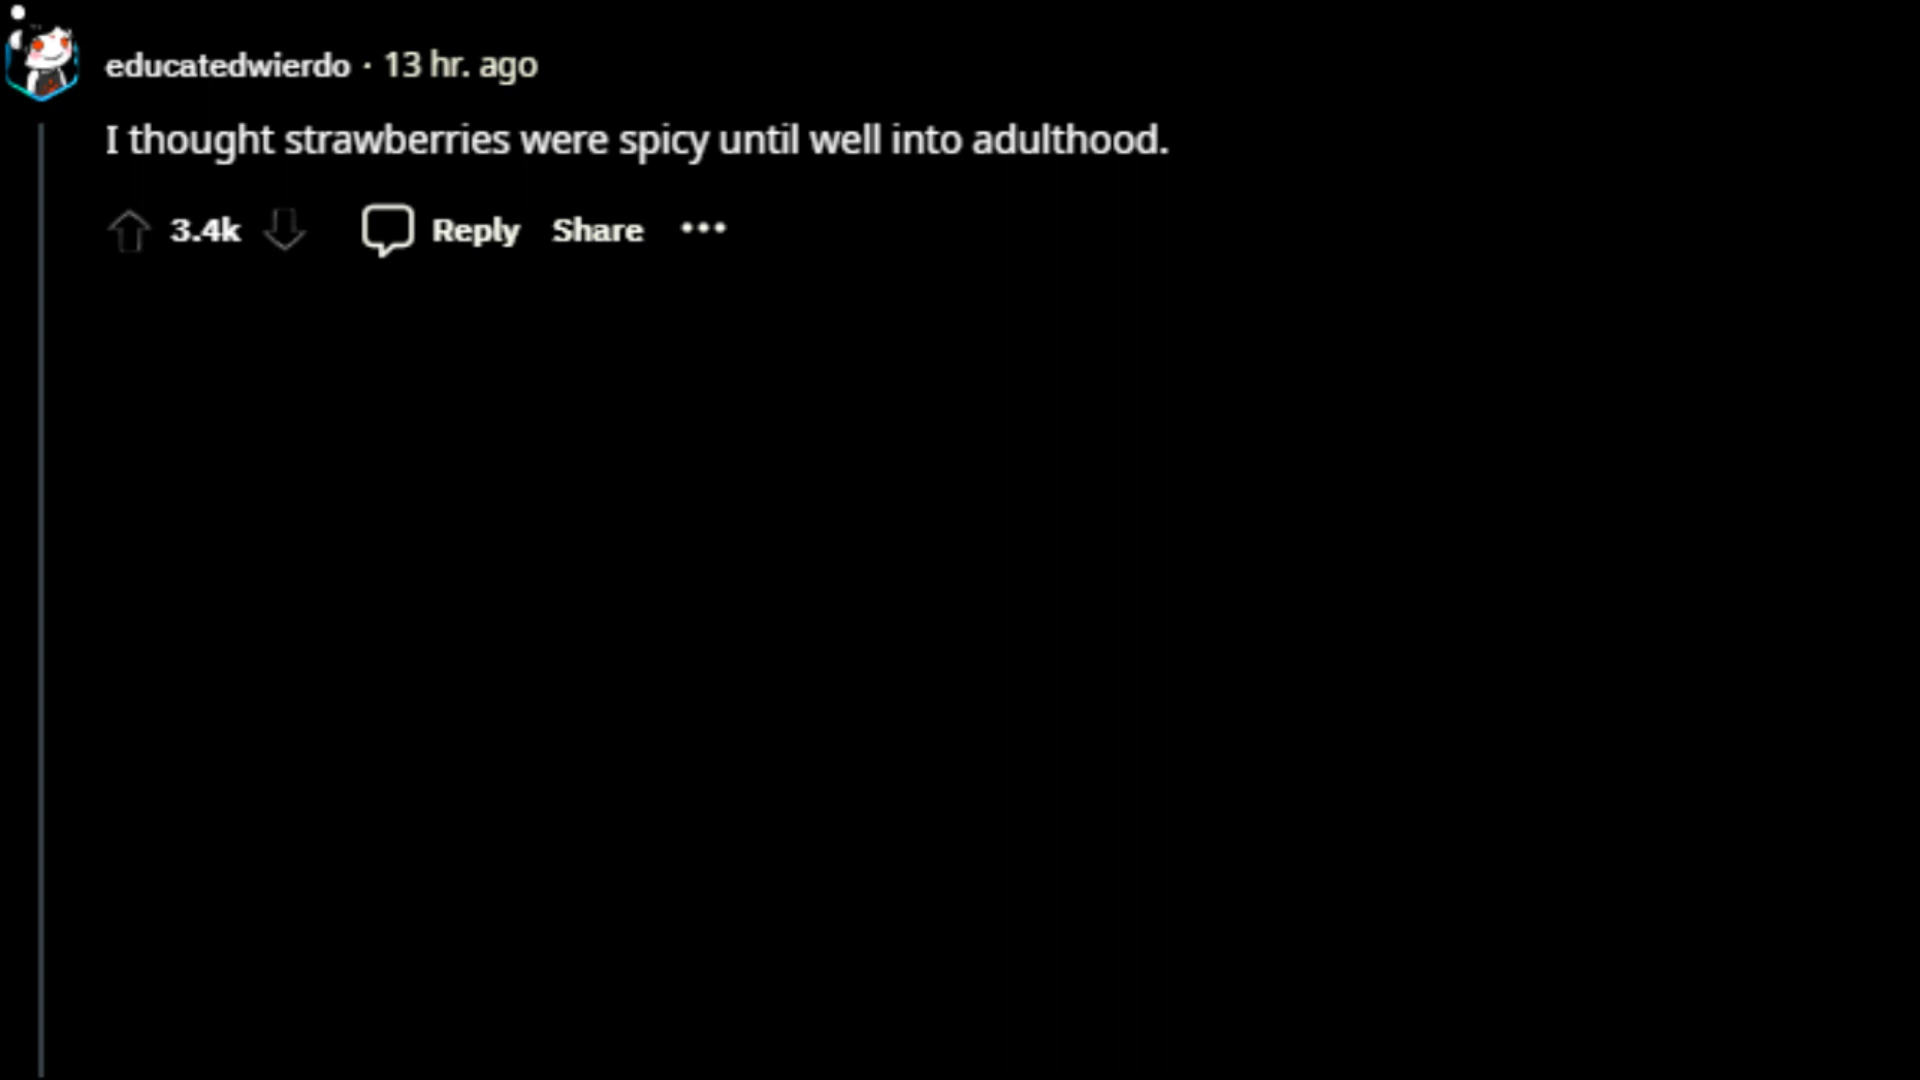 educatedwierdo · 13 hr. ago
I thought strawberries were spicy until well into adulthood.
3.4k Reply Share •••